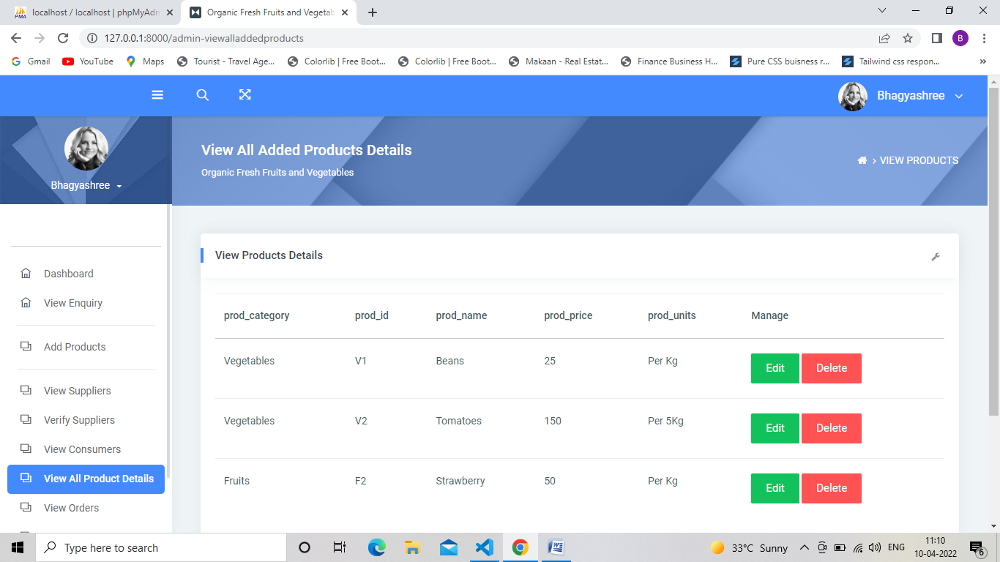 localhost / localhost | phpMyAdm
Organic Fresh Fruits and Vegetab
127.0.0.1:8000/admin-viewalladdedproducts
B
Gmail YouTube Maps Tourist - Travel Age... Colorlib | Free Boot... Colorlib | Free Boot... Makaan - Real Estat... Finance Business H... Pure CSS buisness r... Tailwind css respon... »
Bhagyashree
Bhagyashree
View All Added Products Details
Organic Fresh Fruits and Vegetables
> VIEW PRODUCTS
Dashboard
View Enquiry
Add Products
View Suppliers
Verify Suppliers
View Consumers
View All Product Details
View Orders
View Products Details
prod_category prod_id prod_name prod_price prod_units Manage
Vegetables V1 Beans 25 Per Kg Edit Delete
Vegetables V2 Tomatoes 150 Per 5Kg Edit Delete
Fruits F2 Strawberry 50 Per Kg Edit Delete
Type here to search
33°C Sunny
ENG
11:10
10-04-2022
6